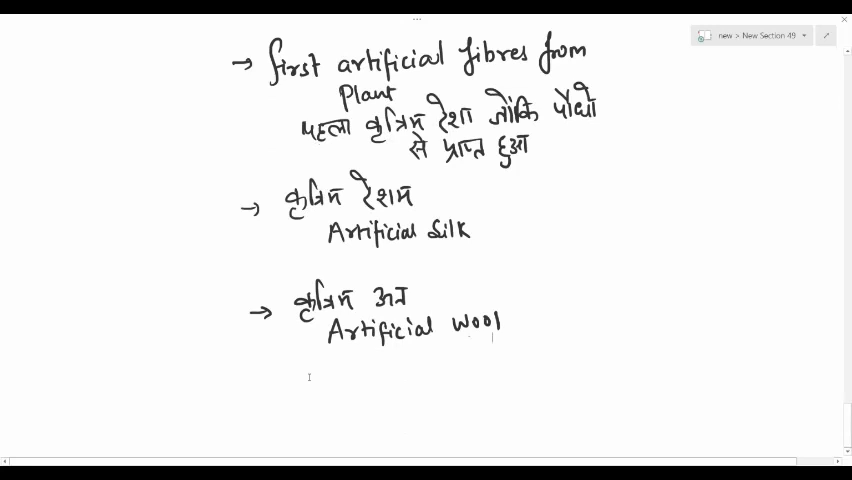 new > New Section 49
→ first artificial fibres from
plant
पहला कृत्रिम रेशा जोकि पौधो
से प्राप्त हुआ
→ कृत्रिम रेशम
Artificial Silk
→ कृत्रिम ऊन
Artificial wool